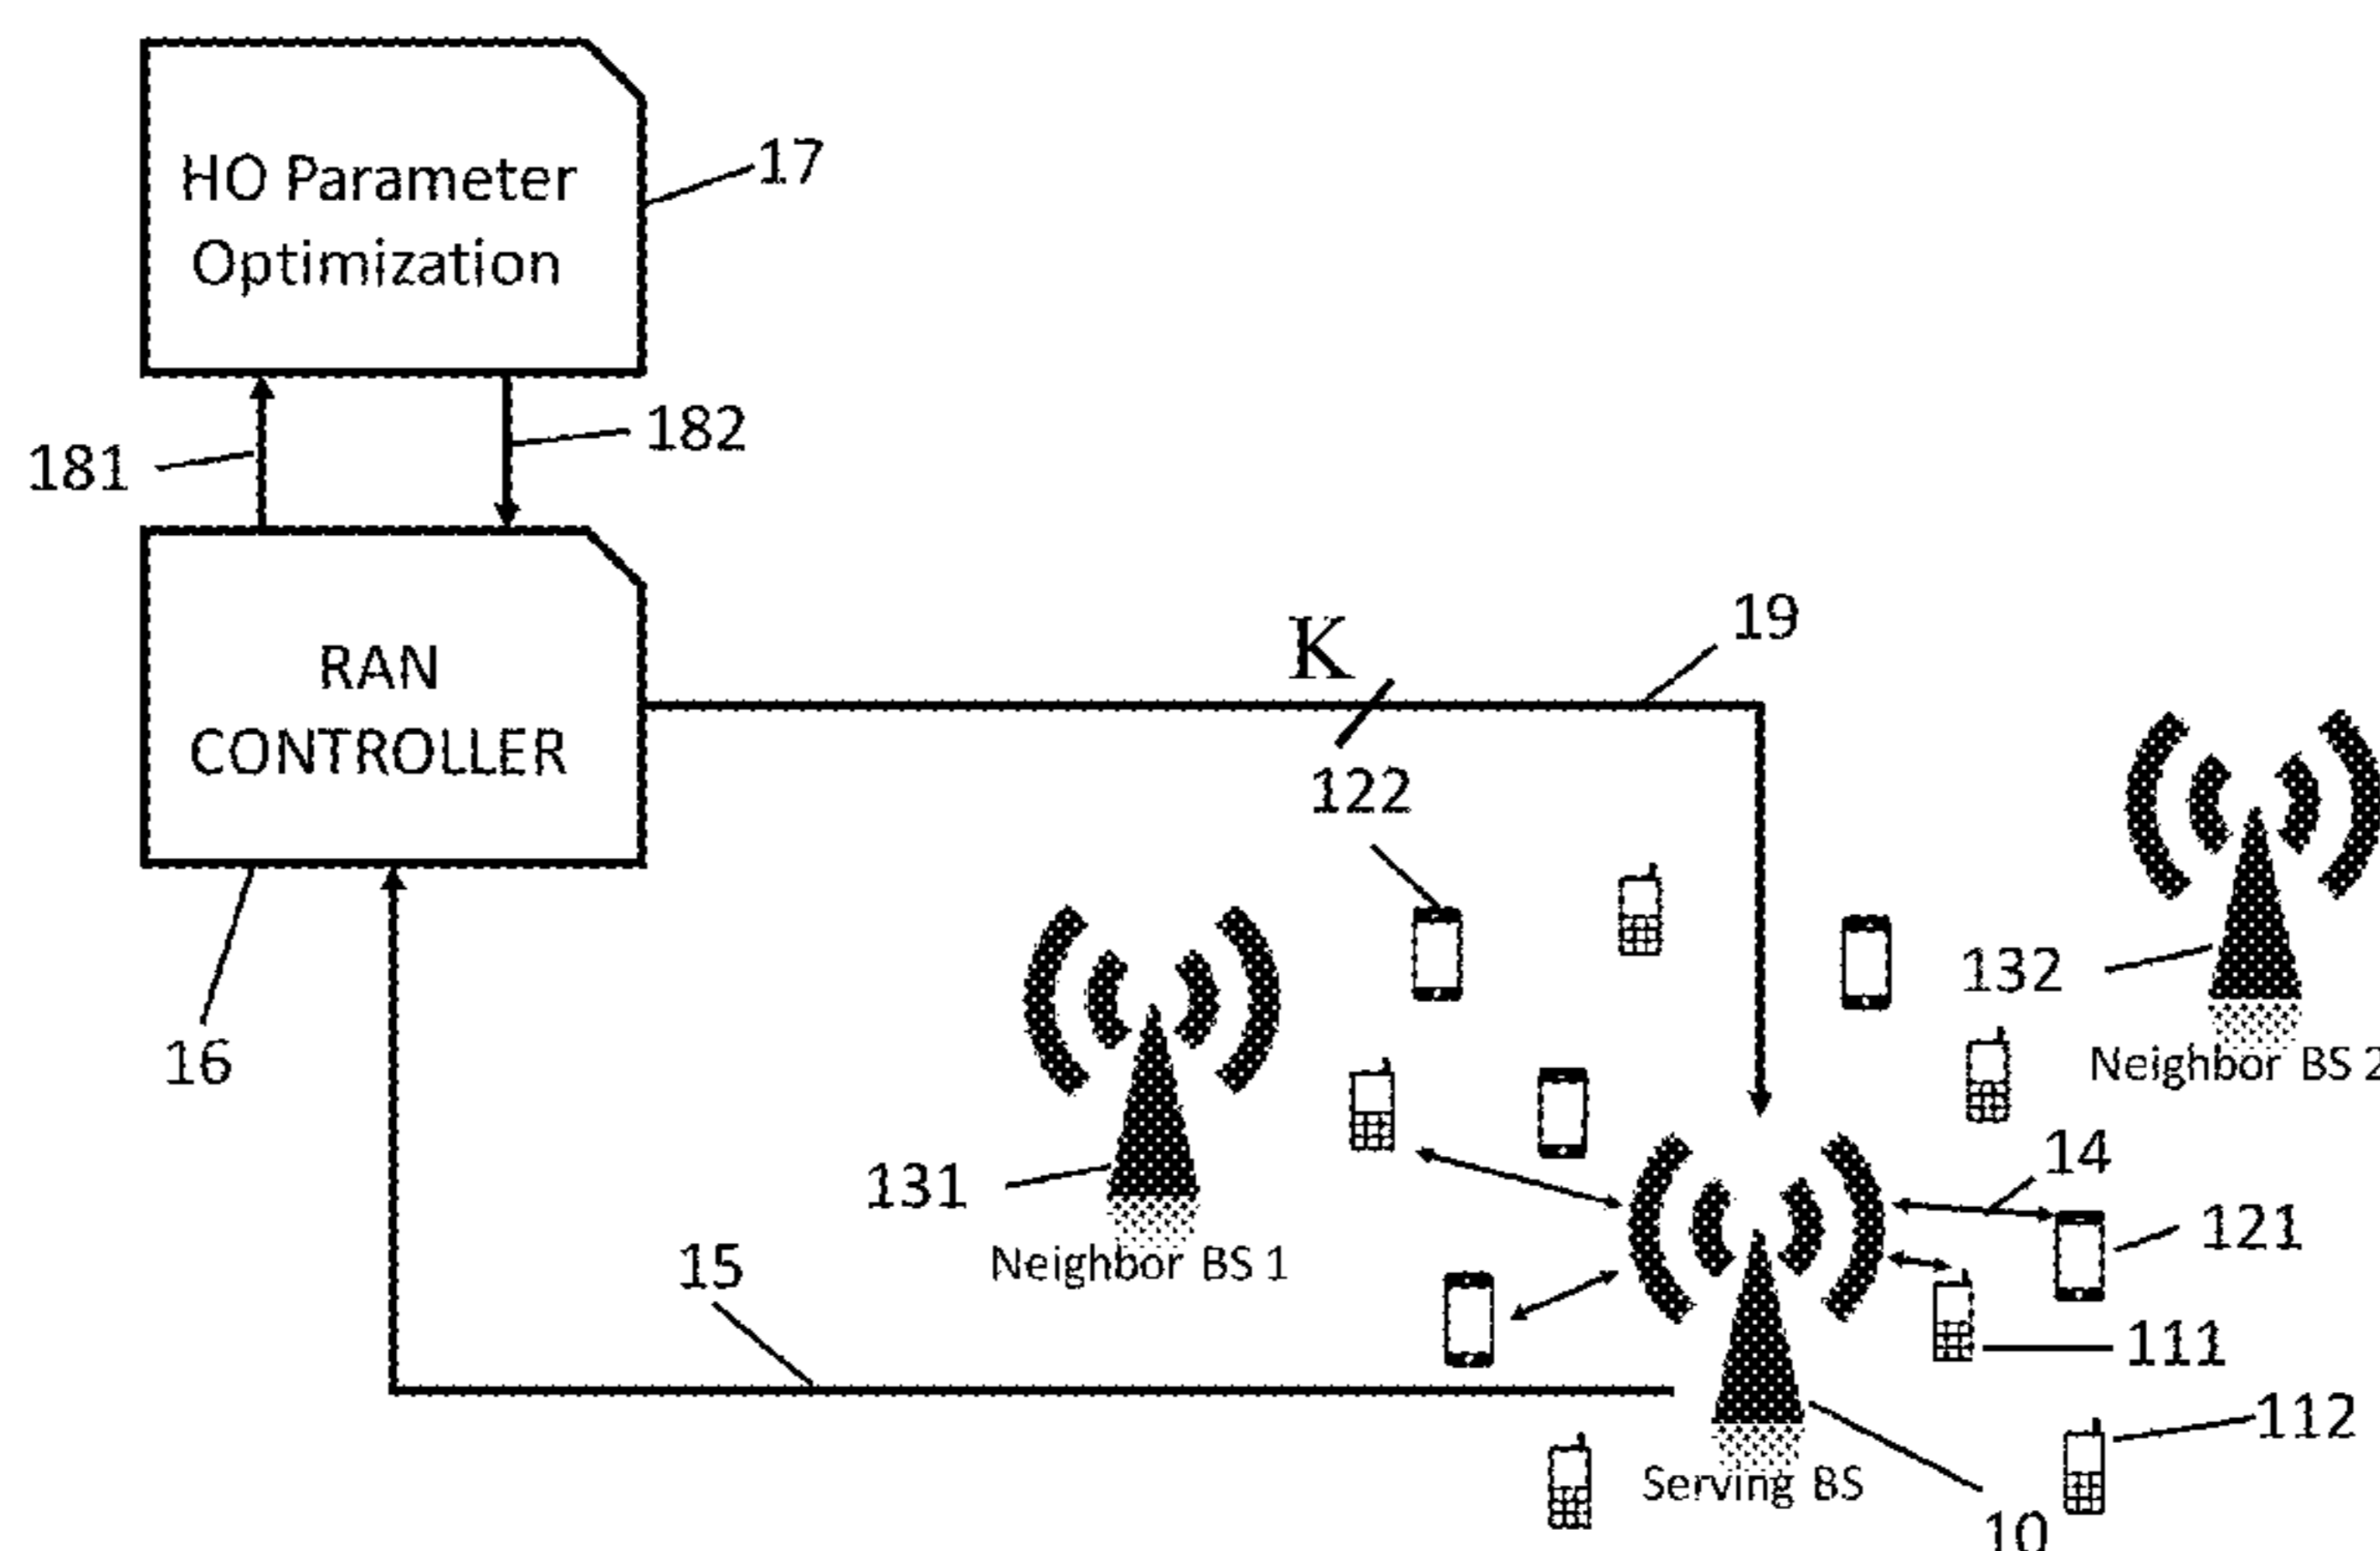 HO Parameter
Optimization
17
181
182
RAN
CONTROLLER
K
19
122
16
132
Neighbor BS 2
14
131
121
Neighbor BS 1
15
111
112
Serving BS
10